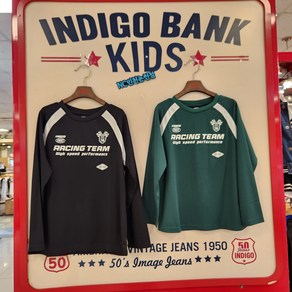 INDIGO BANK
KIDS
RACING TEAM
High speed performance
RACING TEAM
High speed performance
VINTAGE JEANS 1950
50
50's Image Jeans
50
INDIGO